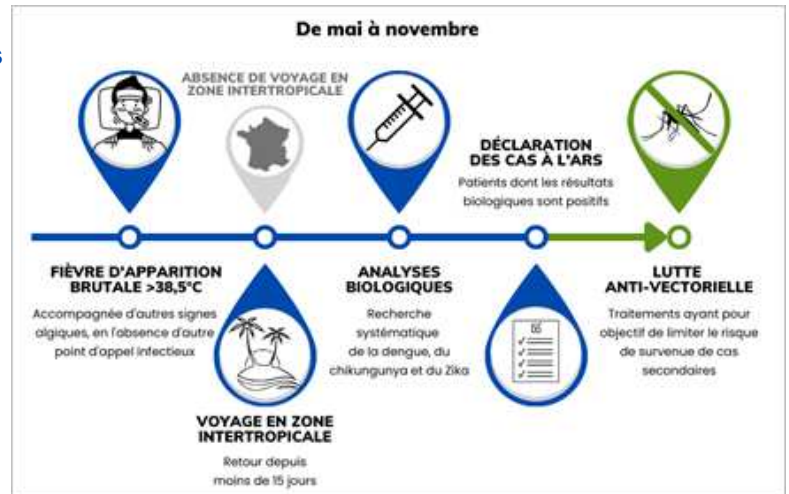 De mai à novembre
s
ABSENCE DE VOYAGE EN
ZONE INTERTROPICALE
DÉCLARATION
DES CAS À L'ARS
Patients dont les résultats
biologiques sont positifs
FIÈVRE D'APPARITION
BRUTALE >38,5°C
Accompagnée d'autres signes
algiques, en l'absence d'autre
point d'appel infectieux
VOYAGE EN ZONE
INTERTROPICALE
Retour depuis
moins de 15 jours
ANALYSES
BIOLOGIQUES
Recherche
systématique
de la dengue, du
chikungunya et du Zika
LUTTE
ANTI-VECTORIELLE
Traitements ayant pour
objectif de limiter le risque
de survenue de cas
secondaires